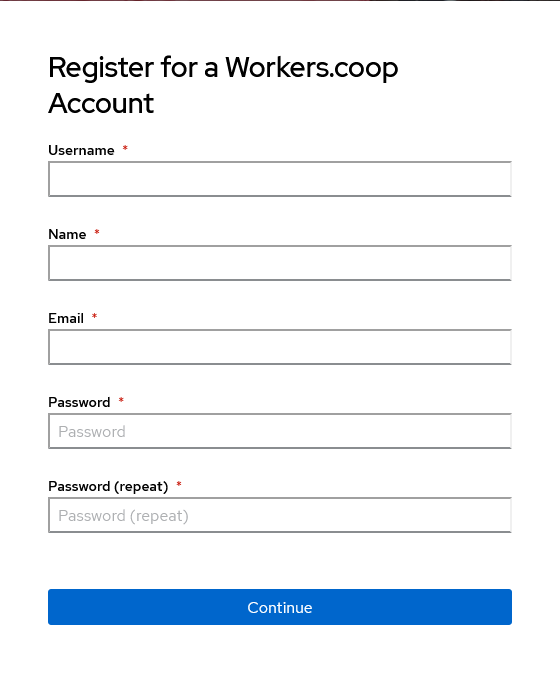 Register for a Workers.coop
Account
Username *
Name *
Email *
Password *
Password
Password (repeat) *
Password (repeat)
Continue